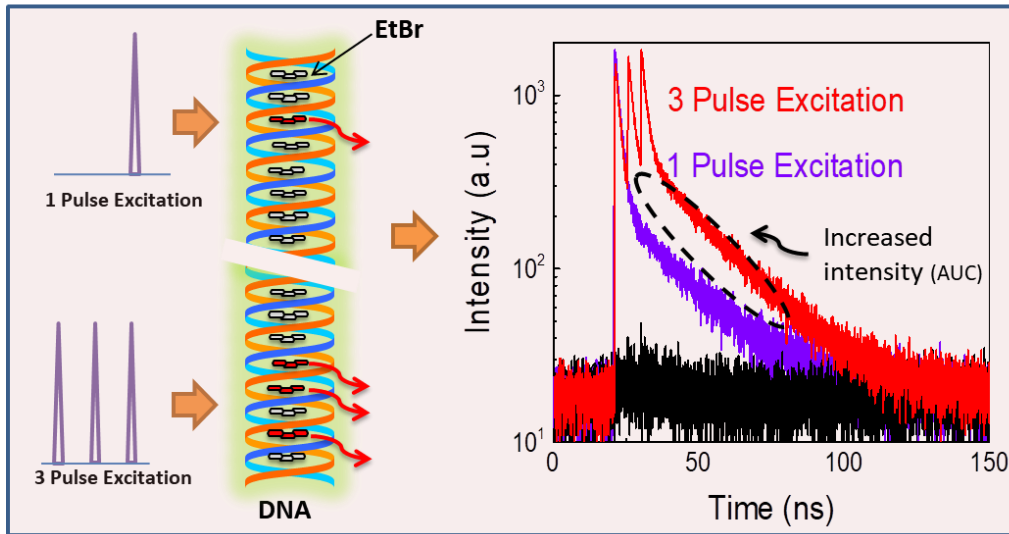 EtBr
1 Pulse Excitation
3 Pulse Excitation
DNA
3 Pulse Excitation
1 Pulse Excitation
Increased
intensity (AUC)
Intensity (a.u)
10³
10²
10¹
0
50
100
150
Time (ns)